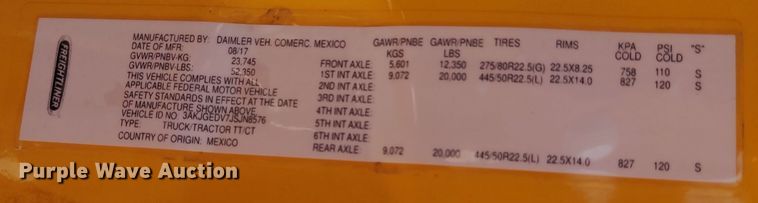 FREIGHTLINER
MANUFACTURED BY: DAIMLER VEH. COMERC. MEXICO
DATE OF MFR: 08/17
GVWR/PNBV-KG: 23,745
GVWR/PNBV-LBS: 52,350
THIS VEHICLE COMPLIES WITH ALL
APPLICABLE FEDERAL MOTOR VEHICLE
SAFETY STANDARDS IN EFFECT AT THE DATE
OF MANUFACTURE SHOWN ABOVE.
VEHICLE ID NO. 3AKJGEDV7JSJN8576
TYPE: TRUCK/TRACTOR TT/CT
COUNTRY OF ORIGIN: MEXICO
GAWR/PNBE KGS GAWR/PNBE LBS TIRES RIMS KPA COLD PSI COLD "S"
FRONT AXLE: 5,601 12,350 275/80R22.5(G) 22.5X8.25 758 110 S
1ST INT AXLE: 9,072 20,000 445/50R22.5(L) 22.5X14.0 827 120 S
2ND INT AXLE:
3RD INT AXLE:
4TH INT AXLE:
5TH INT AXLE:
6TH INT AXLE:
REAR AXLE: 9,072 20,000 445/50R22.5(L) 22.5X14.0 827 120 S
Purple Wave Auction